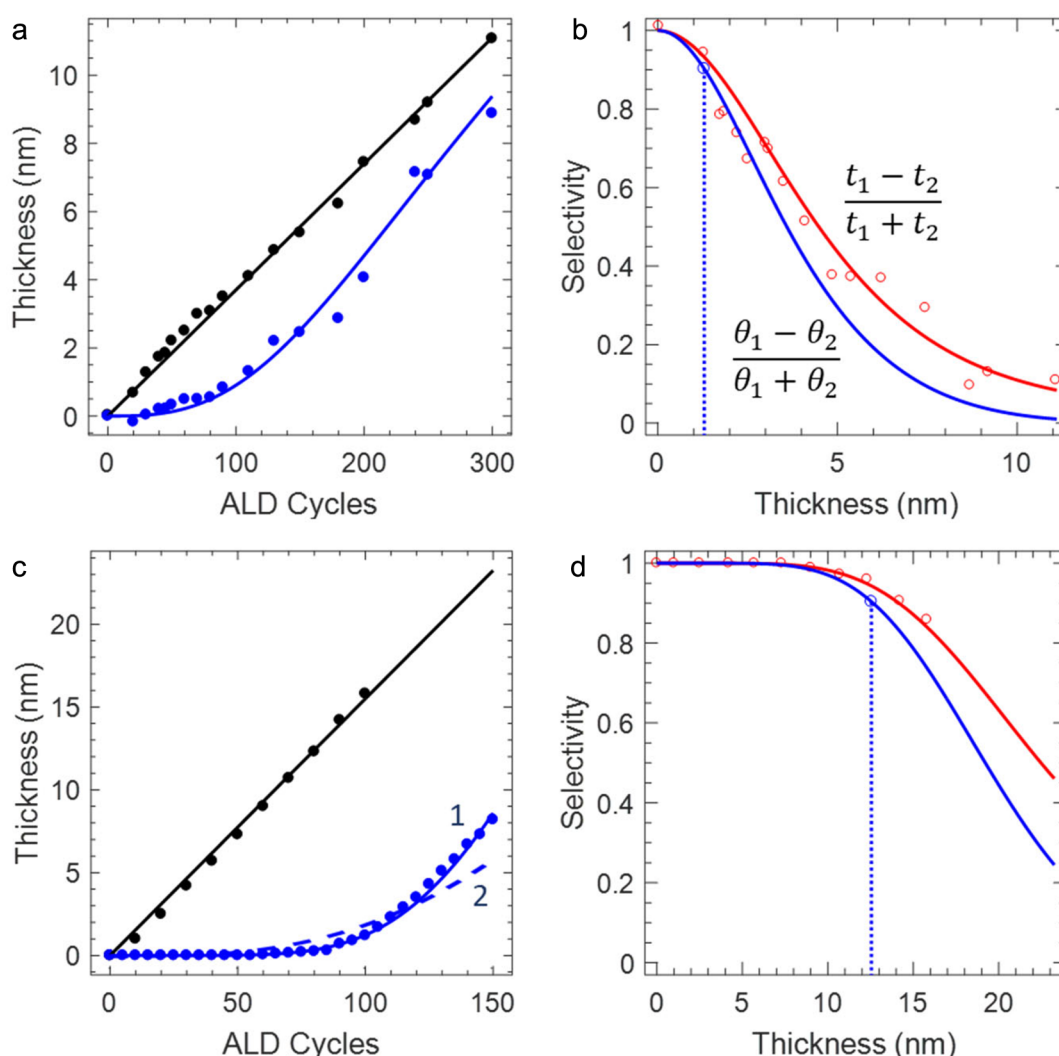 a
10
8
6
4
2
0
Thickness (nm)
0 100 200 300
ALD Cycles
b
1
0.8
0.6
0.4
0.2
0
Selectivity
t₁ − t₂
t₁ + t₂
θ₁ − θ₂
θ₁ + θ₂
0 5 10
Thickness (nm)
c
20
15
10
5
0
Thickness (nm)
1
2
0 50 100 150
ALD Cycles
d
1
0.8
0.6
0.4
0.2
0
Selectivity
0 5 10 15 20
Thickness (nm)